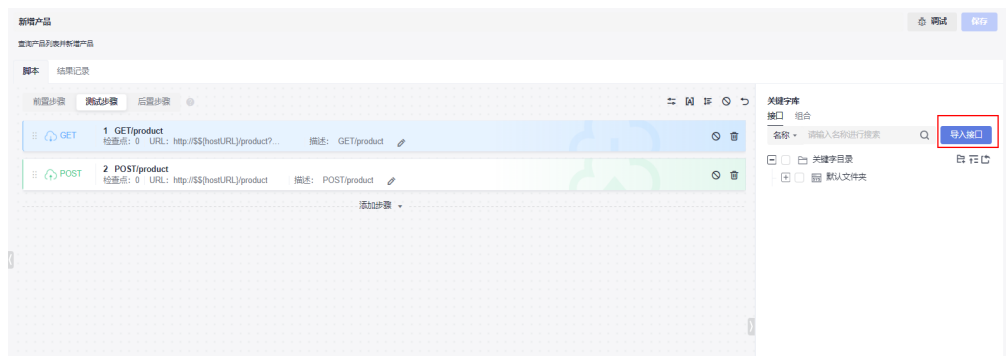 新增产品
调试 保存
查询产品列表并新增产品
脚本 结果记录
前置步骤 测试步骤 后置步骤
关键字库
接口 组合
GET 1 GET/product
检查点: 0 URL: http://$${hostURL}/product?... 描述: GET/product
名称 请输入名称进行搜索 导入接口
关键字目录
POST 2 POST/product
检查点: 0 URL: http://$${hostURL}/product 描述: POST/product
默认文件夹
添加步骤